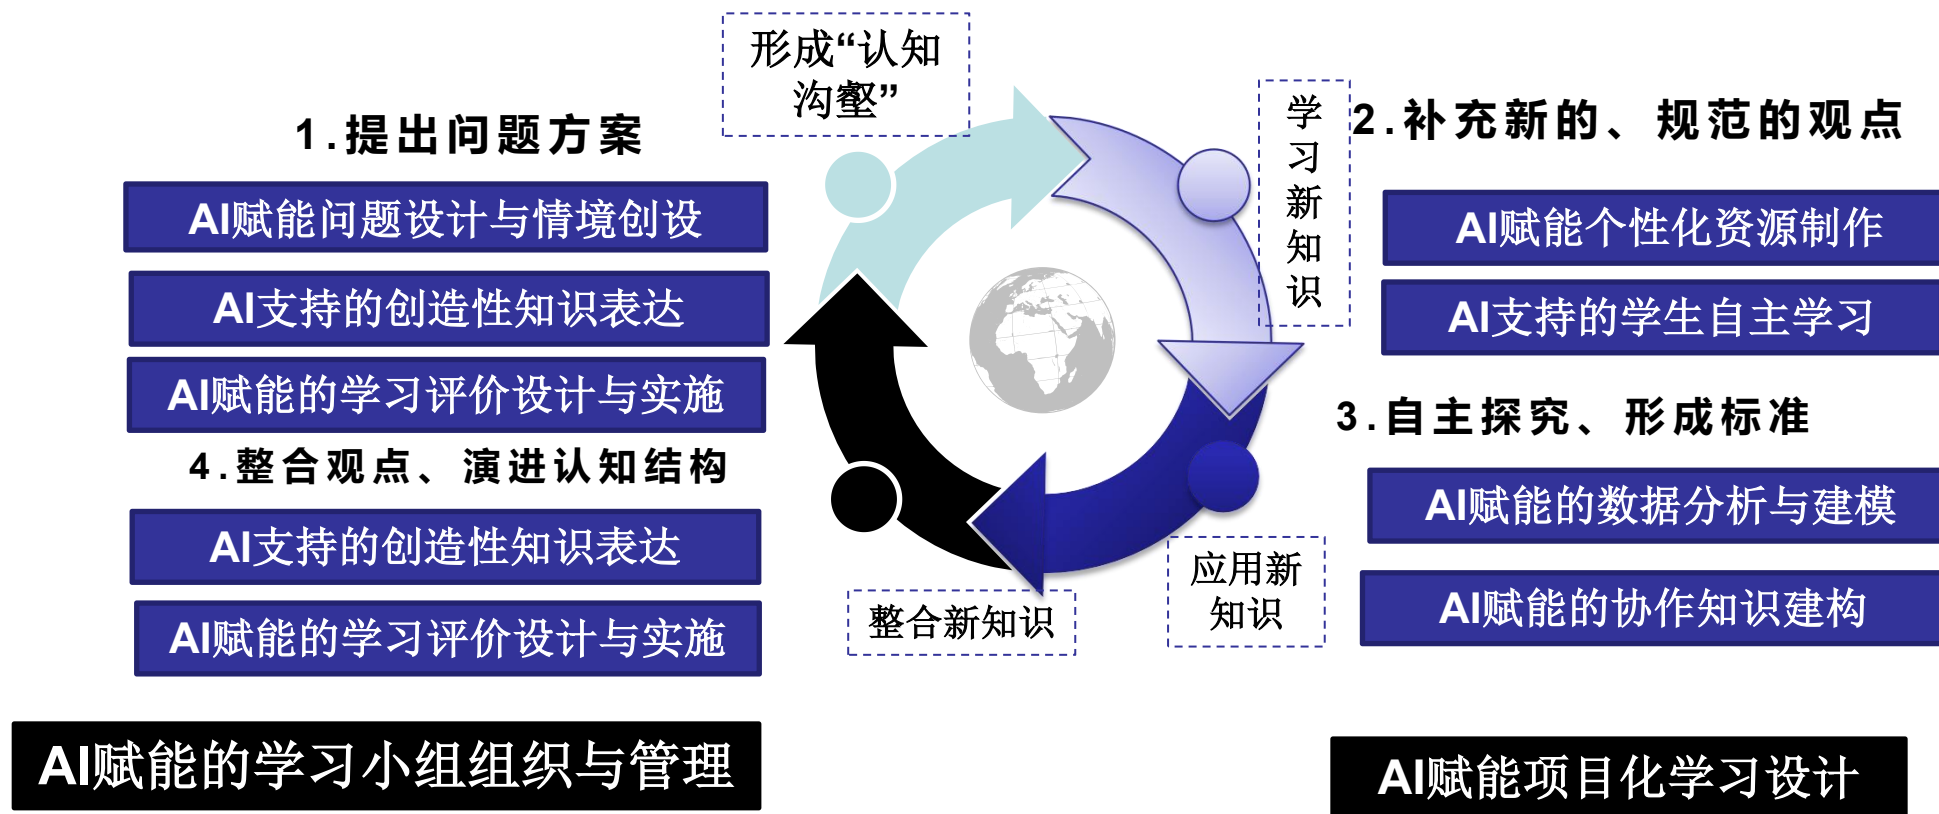 形成“认知
沟壑”
1.提出问题方案
AI赋能问题设计与情境创设
AI支持的创造性知识表达
AI赋能的学习评价设计与实施
学
习
新
知
识
2.补充新的、规范的观点
AI赋能个性化资源制作
AI支持的学生自主学习
3.自主探究、形成标准
AI赋能的数据分析与建模
AI赋能的协作知识建构
应用新
知识
4.整合观点、演进认知结构
AI支持的创造性知识表达
AI赋能的学习评价设计与实施
整合新知识
AI赋能的学习小组组织与管理
AI赋能项目化学习设计